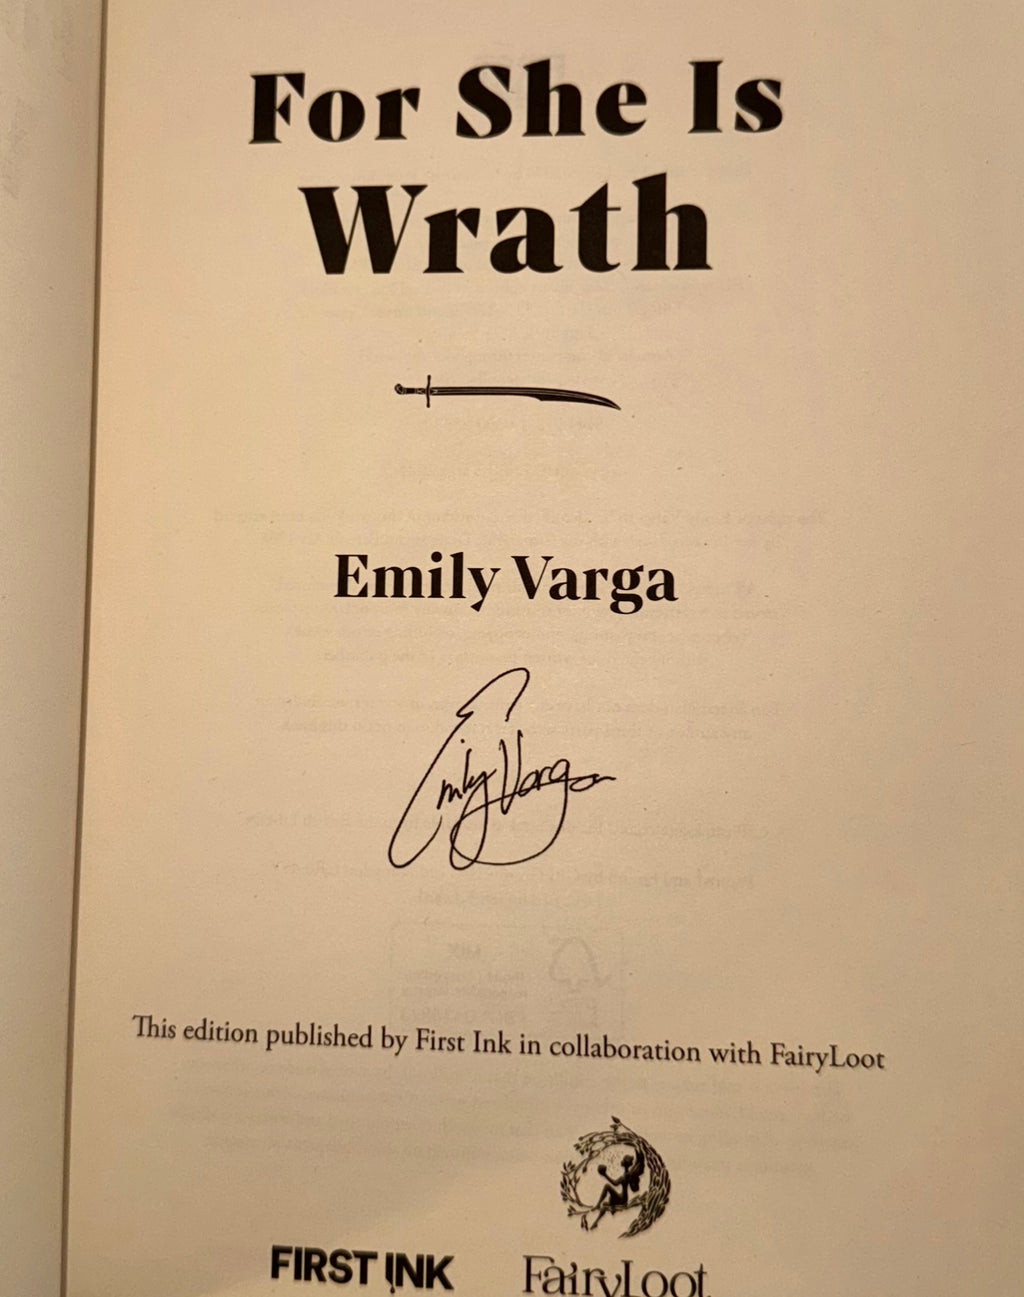 For She Is
Wrath
Emily Varga
Emily Varga
This edition published by First Ink in collaboration with FairyLoot
FIRST INK
FairyLoot